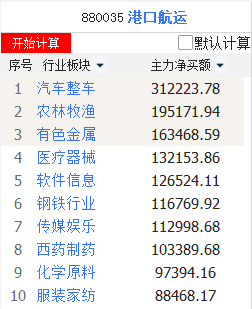 880035 港口航运
开始计算 默认计算
序号 行业板块 主力净买额
1 汽车整车 312223.78
2 农林牧渔 195171.94
3 有色金属 163468.59
4 医疗器械 132153.86
5 软件信息 126524.11
6 钢铁行业 116769.92
7 传媒娱乐 112998.68
8 西药制药 103389.68
9 化学原料 97394.16
10 服装家纺 88468.17